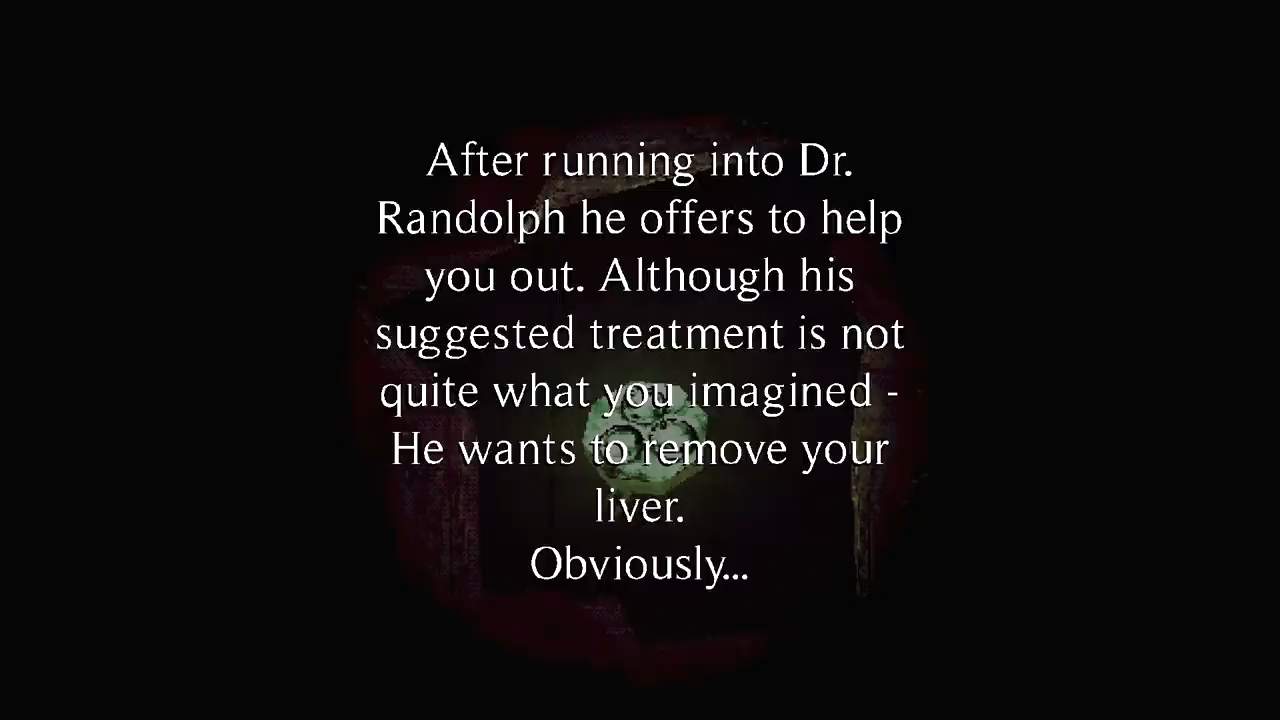 After running into Dr.
Randolph he offers to help
you out. Although his
suggested treatment is not
quite what you imagined -
He wants to remove your
liver.
Obviously...